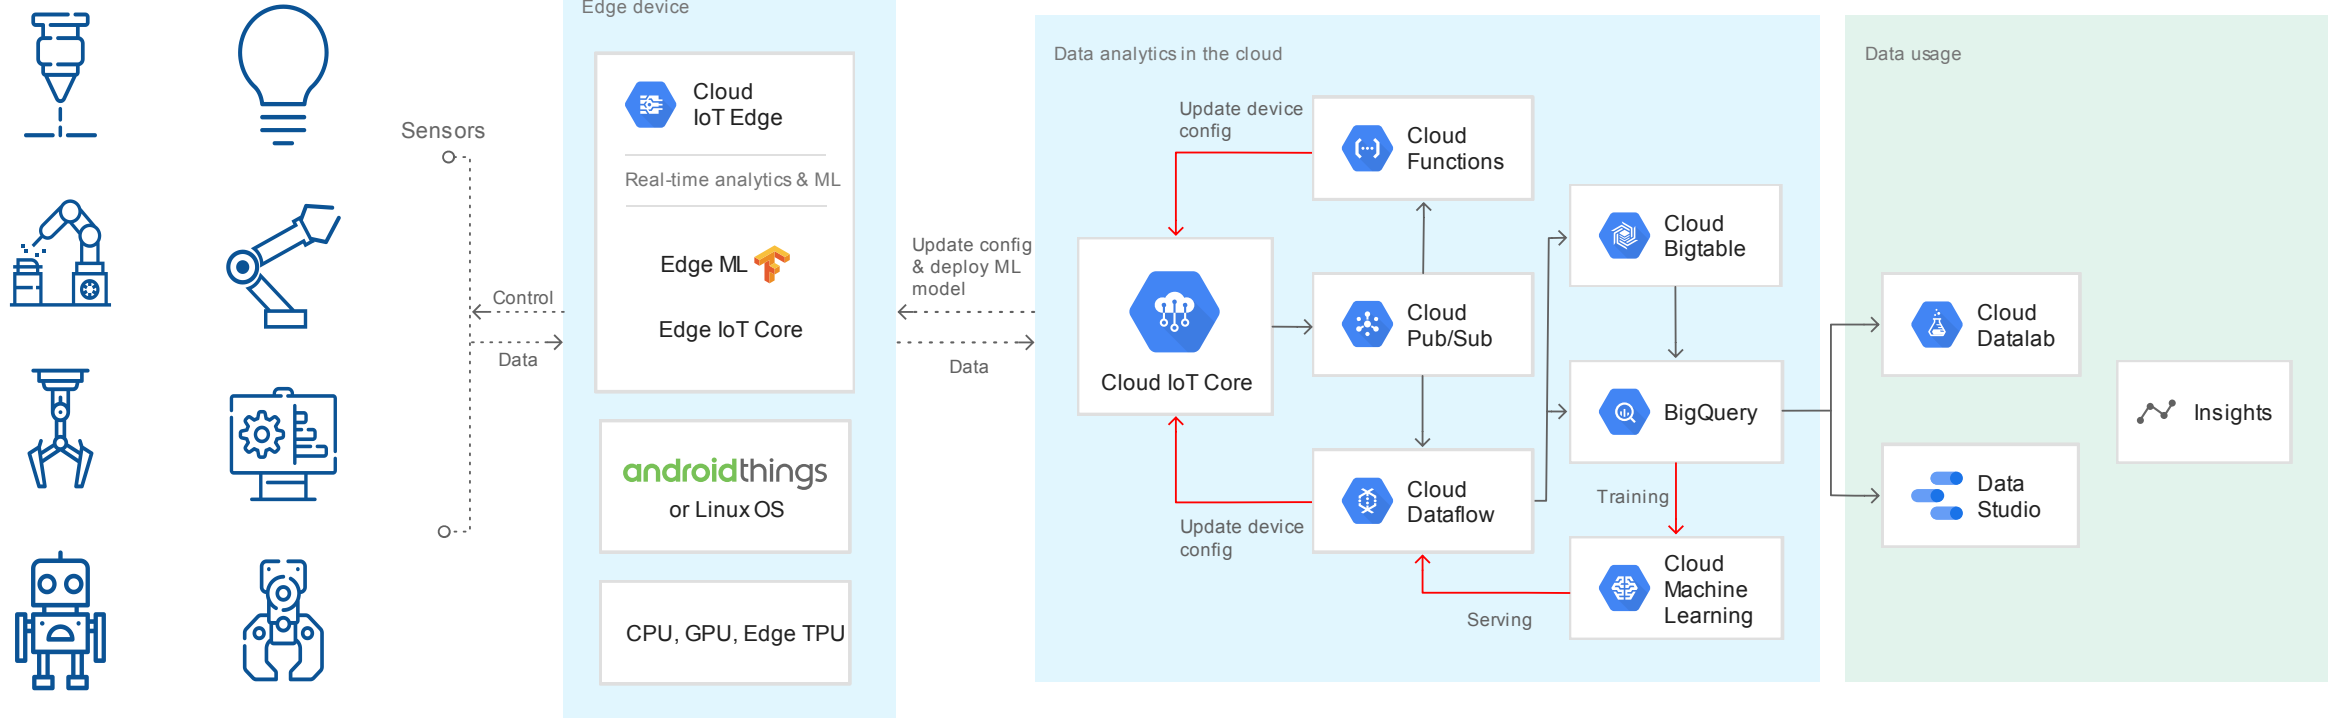 Edge device
Cloud
IoT Edge
Real-time analytics & ML
Edge ML
Edge IoT Core
androidthings
or Linux OS
CPU, GPU, Edge TPU
Sensors
Control
Data
Update config
& deploy ML
model
Data
Data analytics in the cloud
Update device
config
Cloud
Functions
Cloud
Bigtable
Cloud IoT Core
Cloud
Pub/Sub
BigQuery
Update device
config
Cloud
Dataflow
Training
Serving
Cloud
Machine
Learning
Data usage
Cloud
Datalab
Insights
Data
Studio